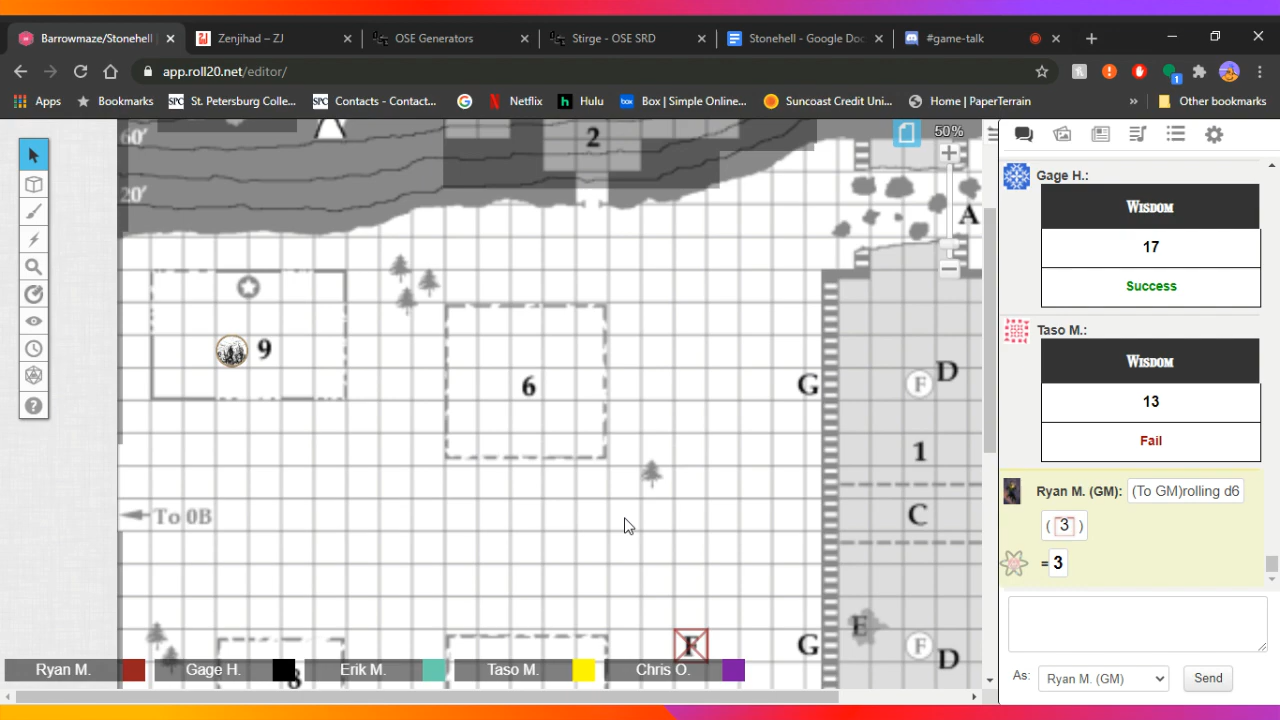 Barrowmaze/Stonehell
Zenjihad – ZJ
OSE Generators
Stirge - OSE SRD
Stonehell - Google Doc
#game-talk
app.roll20.net/editor/
1
Apps
Bookmarks
St. Petersburg Colle...
Contacts - Contact...
Netflix
Hulu
Box | Simple Online...
Suncoast Credit Uni...
Home | PaperTerrain
»
Other bookmarks
60'
2
50%
20'
A
9
6
G
F
D
1
To 0B
C
E
F
G
F
D
8
Ryan M.
Gage H.
Erik M.
Taso M.
Chris O.
Gage H.:
Wisdom
17
Success
Taso M.:
Wisdom
13
Fail
Ryan M. (GM): (To GM)rolling d6
( 3 )
= 3
As: Ryan M. (GM) Send